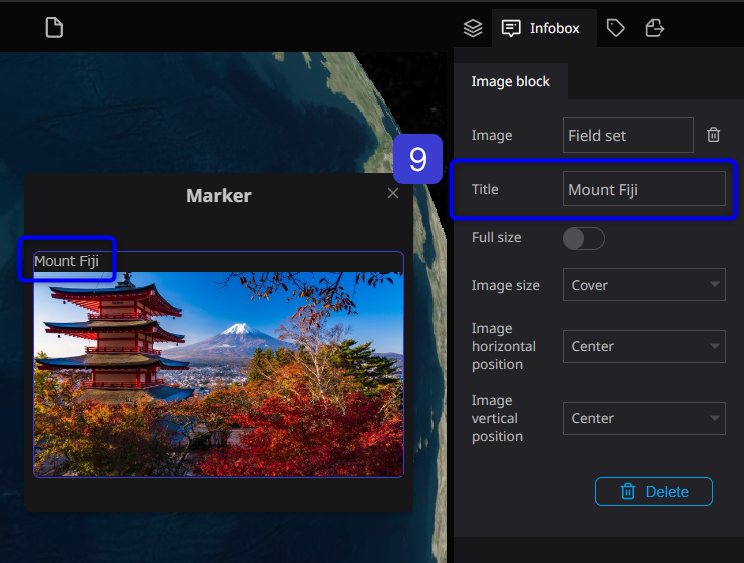 Infobox
Image block
Image
Field set
9
Title
Mount Fiji
Marker
Full size
Mount Fiji
Image size
Cover
Image
horizontal
position
Center
Image
vertical
position
Center
Delete